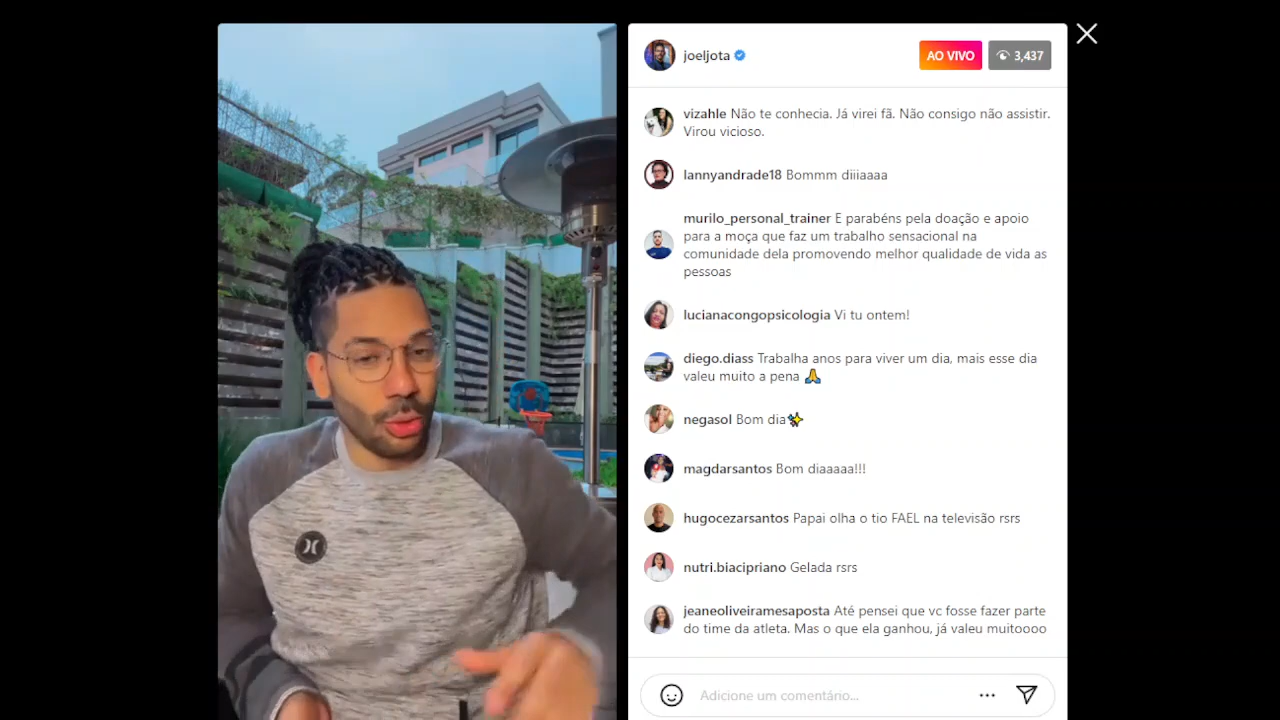 joeljota
AO VIVO
3,437
vizahle Não te conhecia. Já virei fã. Não consigo não assistir.
Virou vicioso.
lannyandrade18 Bommm diiiaaaa
murilo_personal_trainer E parabéns pela doação e apoio
para a moça que faz um trabalho sensacional na
comunidade dela promovendo melhor qualidade de vida as
pessoas
lucianacongopsicologia Vi tu ontem!
diego.diass Trabalha anos para viver um dia, mais esse dia
valeu muito a pena 🙏
negasol Bom dia✨
magdarsantos Bom diaaaaa!!!
hugocezarsantos Papai olha o tio FAEL na televisão rsrs
nutri.biacipriano Gelada rsrs
jeaneoliveiramesaposta Até pensei que vc fosse fazer parte
do time da atleta. Mas o que ela ganhou, já valeu muitoooo
Adicione um comentário...